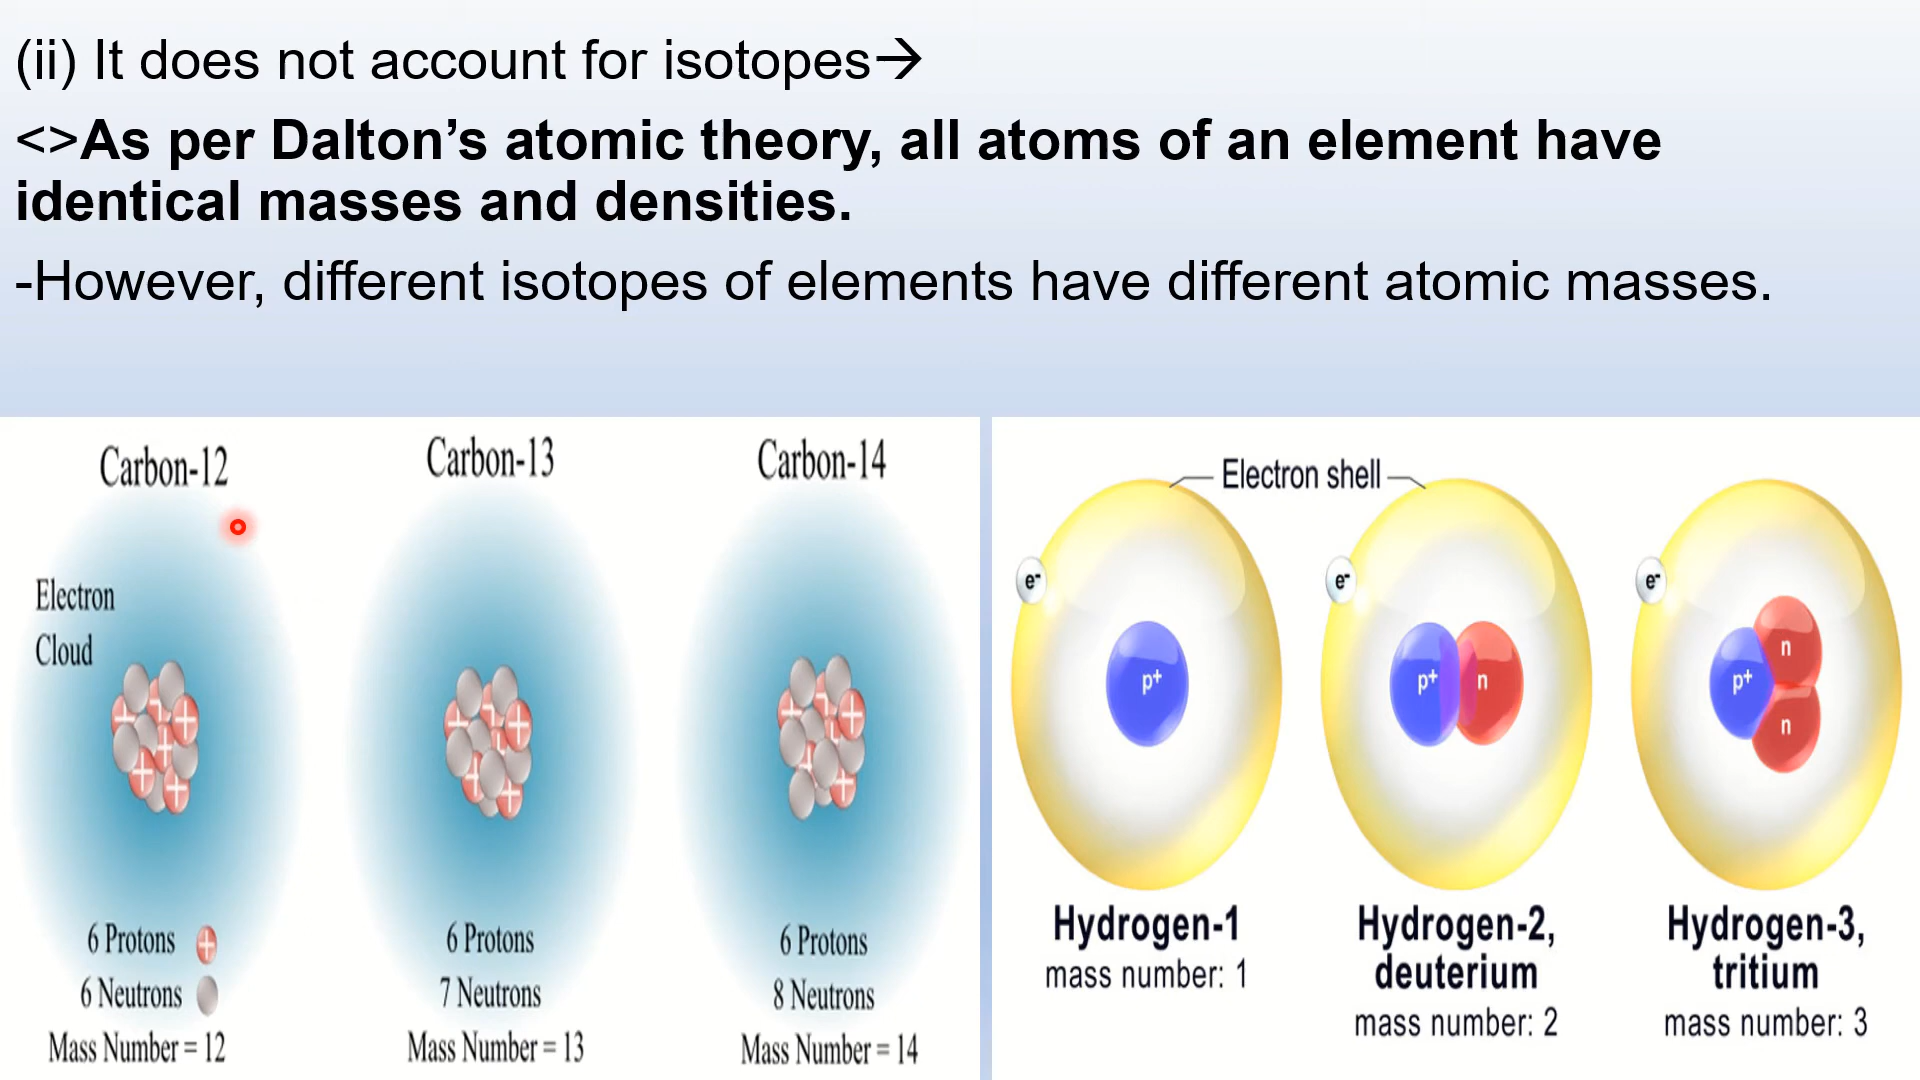 (ii) It does not account for isotopes→
<>As per Dalton’s atomic theory, all atoms of an element have
identical masses and densities.
-However, different isotopes of elements have different atomic masses.
Carbon-12
Carbon-13
Carbon-14
Electron
Cloud
6 Protons +
6 Neutrons
Mass Number = 12
6 Protons
7 Neutrons
Mass Number = 13
6 Protons
8 Neutrons
Mass Number = 14
Electron shell
e-
p+
e-
p+ n
e-
p+ n
n
Hydrogen-1
mass number: 1
Hydrogen-2,
deuterium
mass number: 2
Hydrogen-3,
tritium
mass number: 3